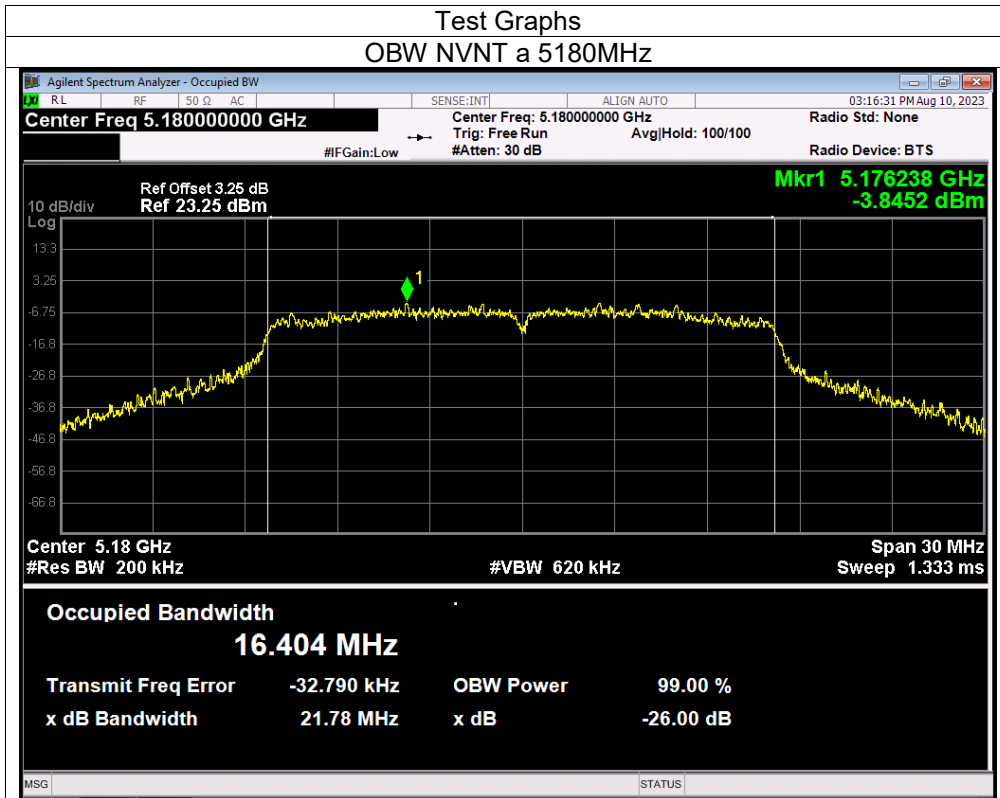 Test Graphs
OBW NVNT a 5180MHz
Agilent Spectrum Analyzer - Occupied BW
LXI RL RF 50 Ω AC SENSE:INT ALIGN AUTO 03:16:31 PM Aug 10, 2023
Center Freq 5.180000000 GHz Center Freq: 5.180000000 GHz Radio Std: None
Trig: Free Run Avg|Hold: 100/100
#IFGain:Low #Atten: 30 dB Radio Device: BTS
Mkr1 5.176238 GHz
-3.8452 dBm
Ref Offset 3.25 dB
10 dB/div Ref 23.25 dBm
Log
13.3
3.25
-6.75
-16.8
-26.8
-36.8
-46.8
-56.8
-66.8
1
Center 5.18 GHz Span 30 MHz
#Res BW 200 kHz #VBW 620 kHz Sweep 1.333 ms
Occupied Bandwidth
16.404 MHz
Transmit Freq Error -32.790 kHz OBW Power 99.00 %
x dB Bandwidth 21.78 MHz x dB -26.00 dB
MSG STATUS